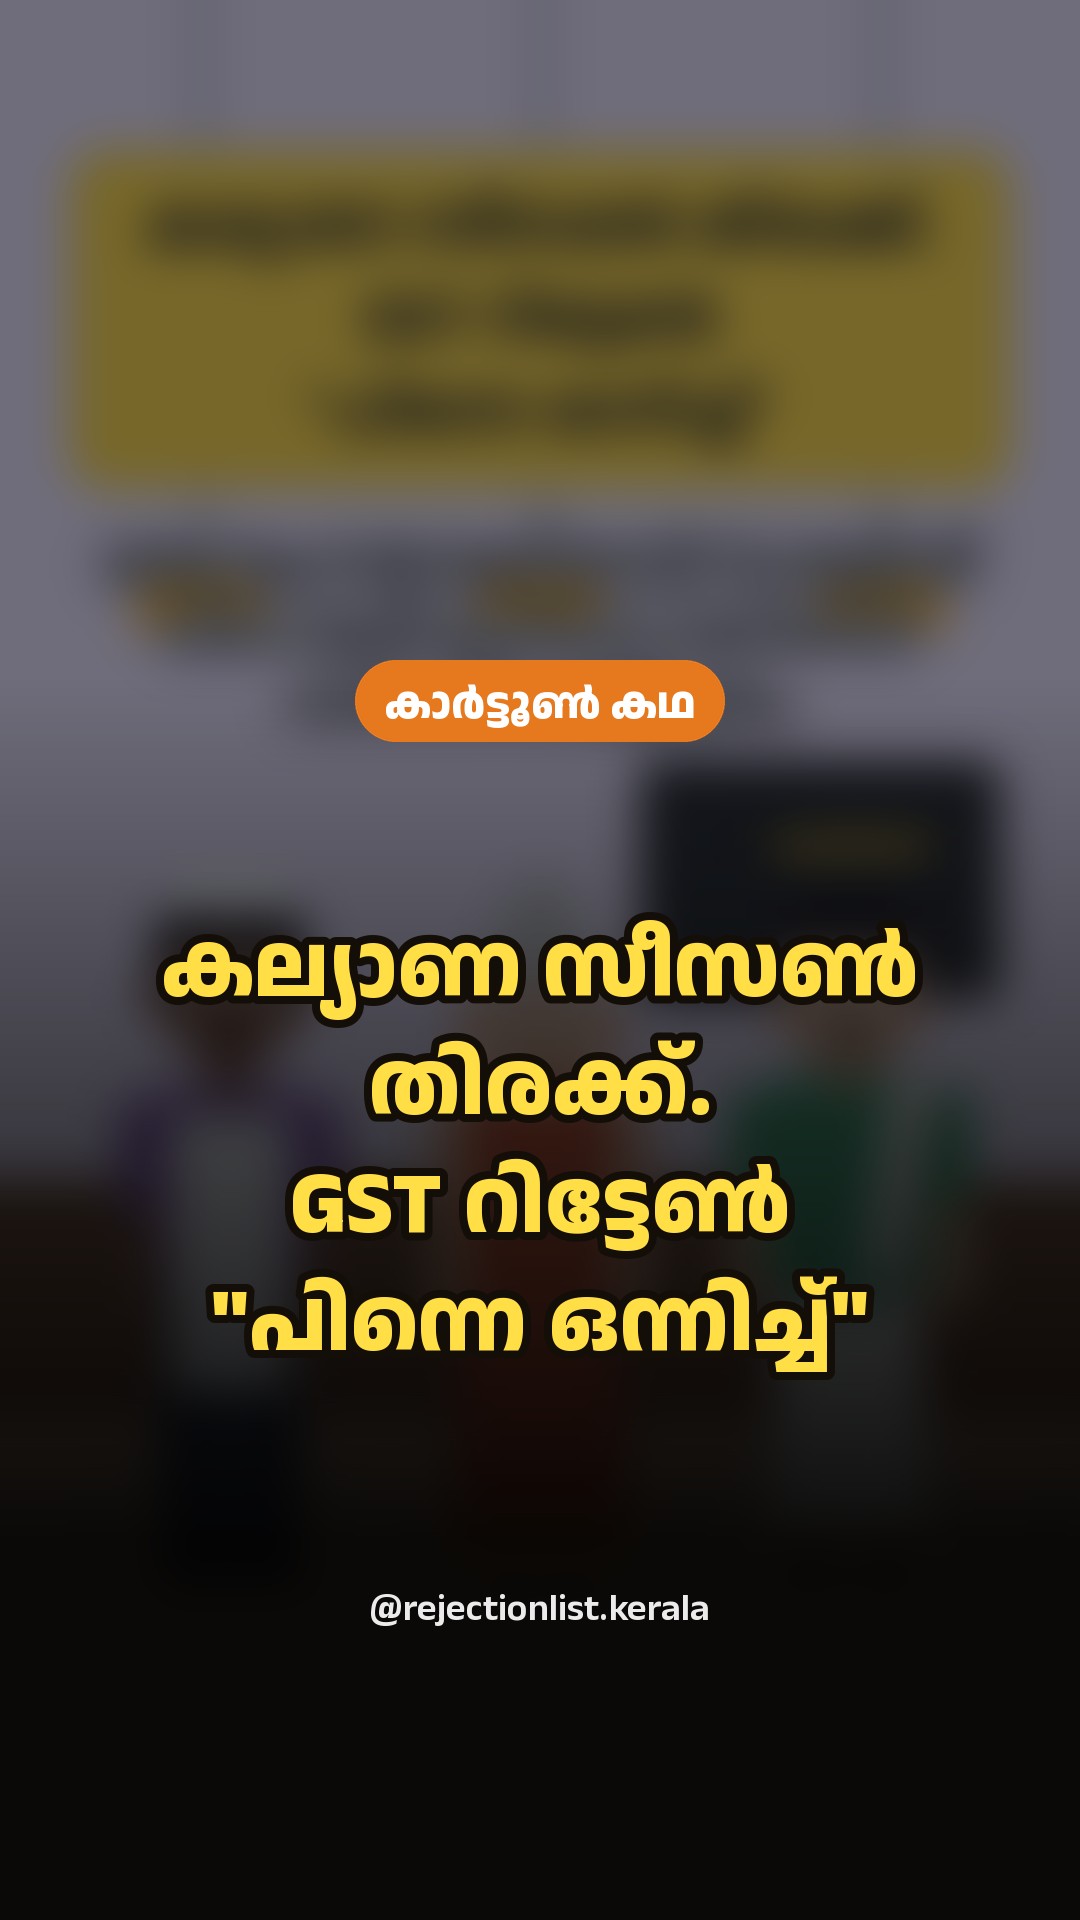 കാർട്ടൂൺ കഥ
കല്യാണ സീസൺ
തിരക്ക്.
GST റിട്ടേൺ
"പിന്നെ ഒന്നിച്ച്"
@rejectionlist.kerala